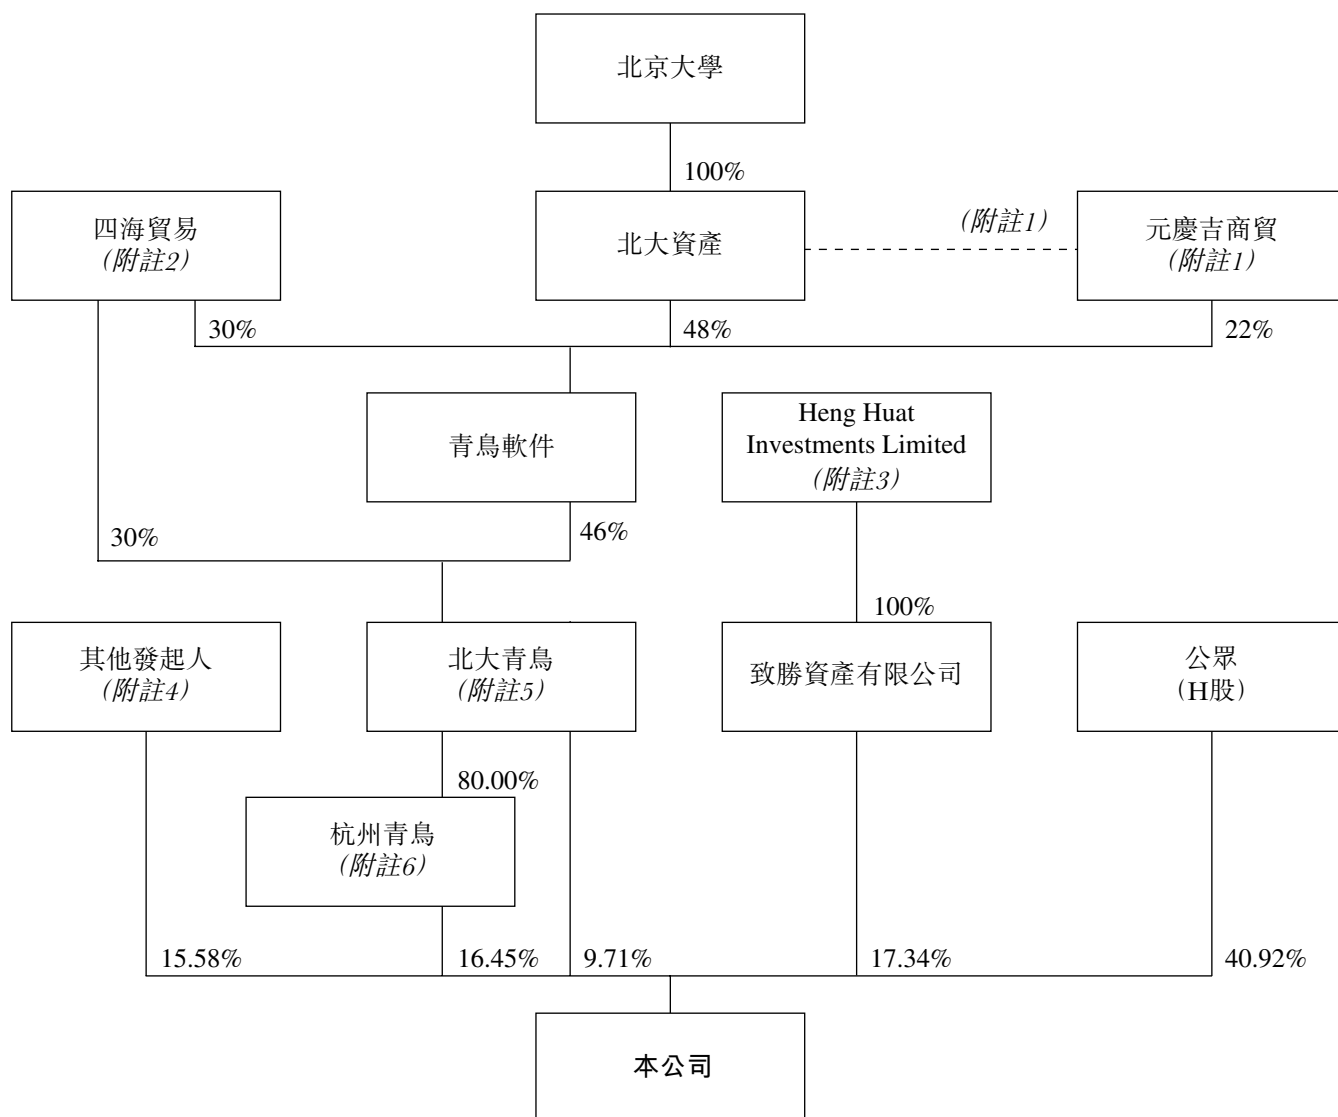 北京大學
100%
四海貿易
(附註2)
北大資產
(附註1)
元慶吉商貿
(附註1)
30%
48%
22%
青鳥軟件
Heng Huat
Investments Limited
(附註3)
30%
46%
100%
其他發起人
(附註4)
北大青鳥
(附註5)
致勝資產有限公司
公眾
(H股)
80.00%
杭州青鳥
(附註6)
15.58%
16.45%
9.71%
17.34%
40.92%
本公司